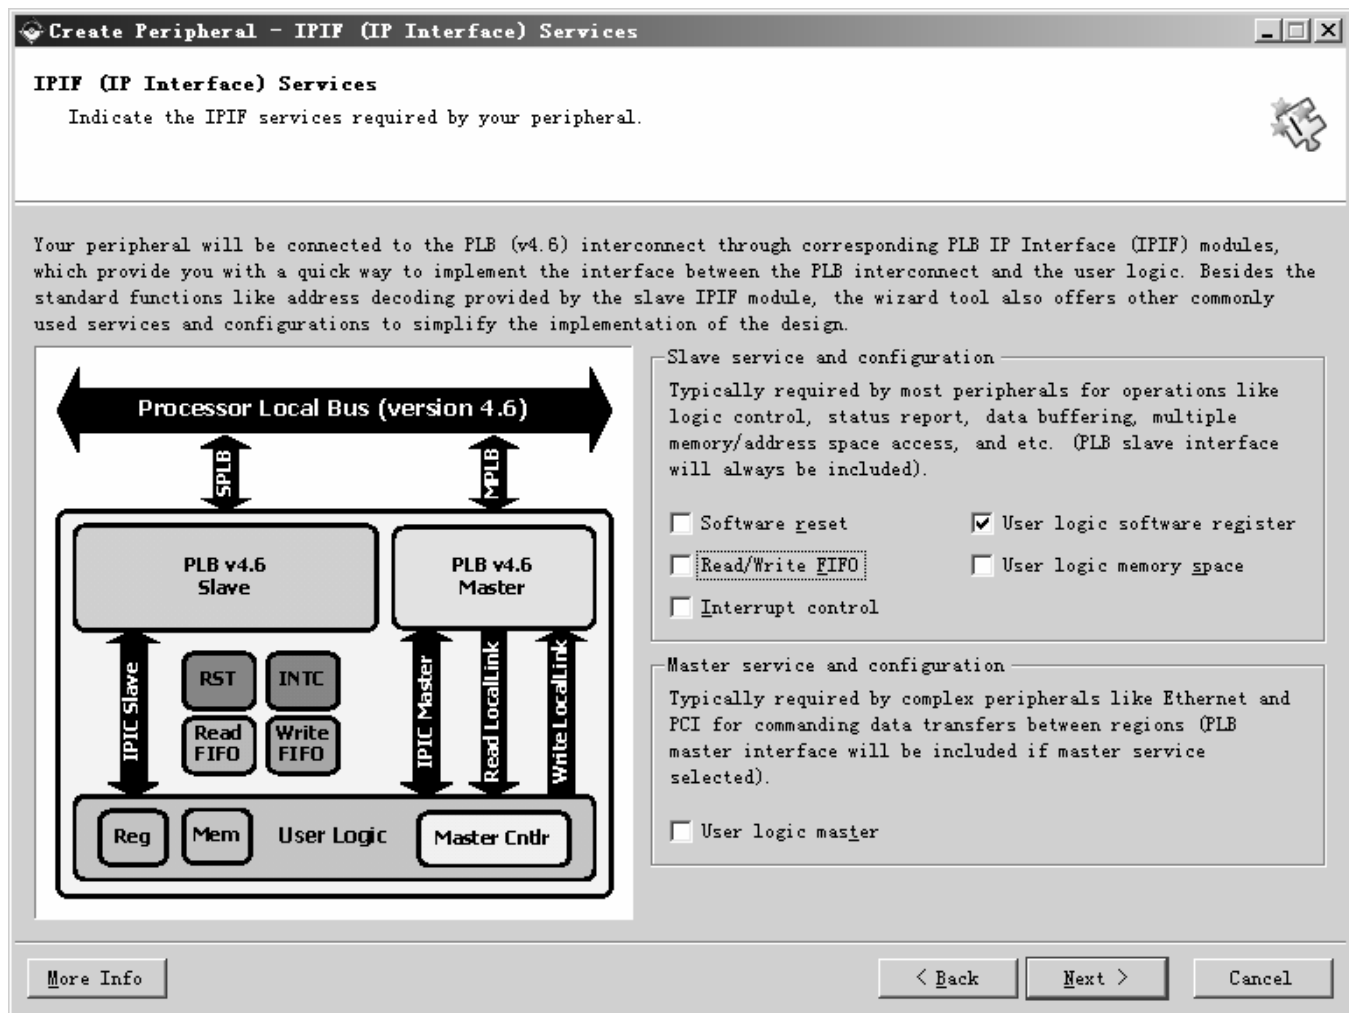 Create Peripheral - IPIF (IP Interface) Services
IPIF (IP Interface) Services
Indicate the IPIF services required by your peripheral.
Your peripheral will be connected to the PLB (v4.6) interconnect through corresponding PLB IP Interface (IPIF) modules,
which provide you with a quick way to implement the interface between the PLB interconnect and the user logic. Besides the
standard functions like address decoding provided by the slave IPIF module, the wizard tool also offers other commonly
used services and configurations to simplify the implementation of the design.
Processor Local Bus (version 4.6)
SPLB
MPLB
PLB v4.6
Slave
PLB v4.6
Master
IPIC Slave
RST
INTC
Read
FIFO
Write
FIFO
IPIC Master
Read LocalLink
Write LocalLink
Reg
Mem
User Logic
Master Cntlr
Slave service and configuration
Typically required by most peripherals for operations like
logic control, status report, data buffering, multiple
memory/address space access, and etc. (PLB slave interface
will always be included).
Software reset
User logic software register
Read/Write FIFO
User logic memory space
Interrupt control
Master service and configuration
Typically required by complex peripherals like Ethernet and
PCI for commanding data transfers between regions (PLB
master interface will be included if master service
selected).
User logic master
More Info
< Back
Next >
Cancel